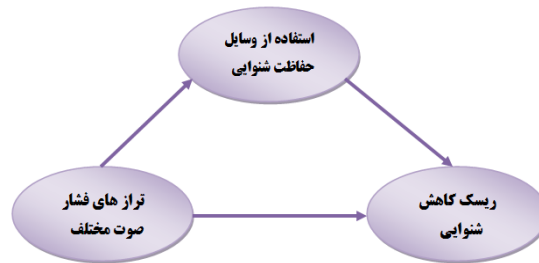 استفاده از وسایل
حفاظت شنوایی
تراز های فشار
صوت مختلف
ریسک کاهش
شنوایی